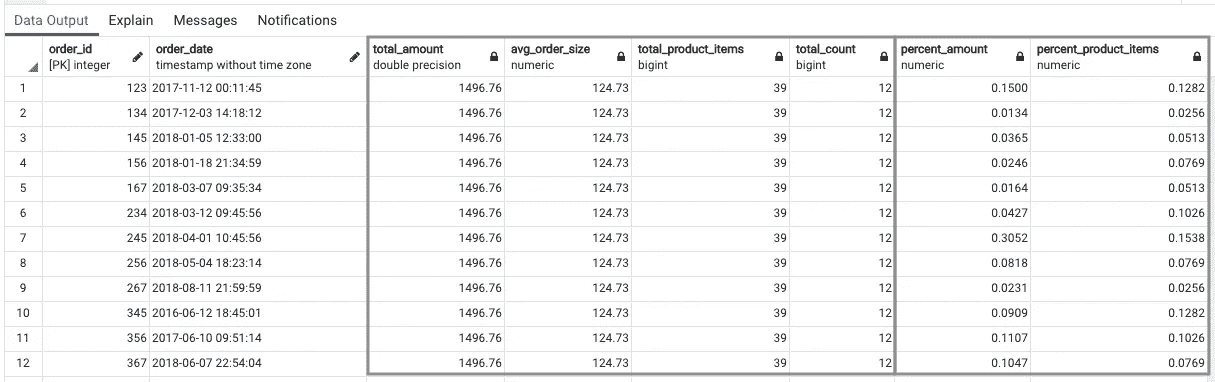 Data Output Explain Messages Notifications
order_id order_date total_amount avg_order_size total_product_items total_count percent_amount percent_product_items
[PK] integer timestamp without time zone double precision numeric bigint bigint numeric numeric
1 123 2017-11-12 00:11:45 1496.76 124.73 39 12 0.1500 0.1282
2 134 2017-12-03 14:18:12 1496.76 124.73 39 12 0.0134 0.0256
3 145 2018-01-05 12:33:00 1496.76 124.73 39 12 0.0365 0.0513
4 156 2018-01-18 21:34:59 1496.76 124.73 39 12 0.0246 0.0769
5 167 2018-03-07 09:35:34 1496.76 124.73 39 12 0.0164 0.0513
6 234 2018-03-12 09:45:56 1496.76 124.73 39 12 0.0427 0.1026
7 245 2018-04-01 10:45:56 1496.76 124.73 39 12 0.3052 0.1538
8 256 2018-05-04 18:23:14 1496.76 124.73 39 12 0.0818 0.0769
9 267 2018-08-11 21:59:59 1496.76 124.73 39 12 0.0231 0.0256
10 345 2016-06-12 18:45:01 1496.76 124.73 39 12 0.0909 0.1282
11 356 2017-06-10 09:51:14 1496.76 124.73 39 12 0.1107 0.1026
12 367 2018-06-07 22:54:04 1496.76 124.73 39 12 0.1047 0.0769